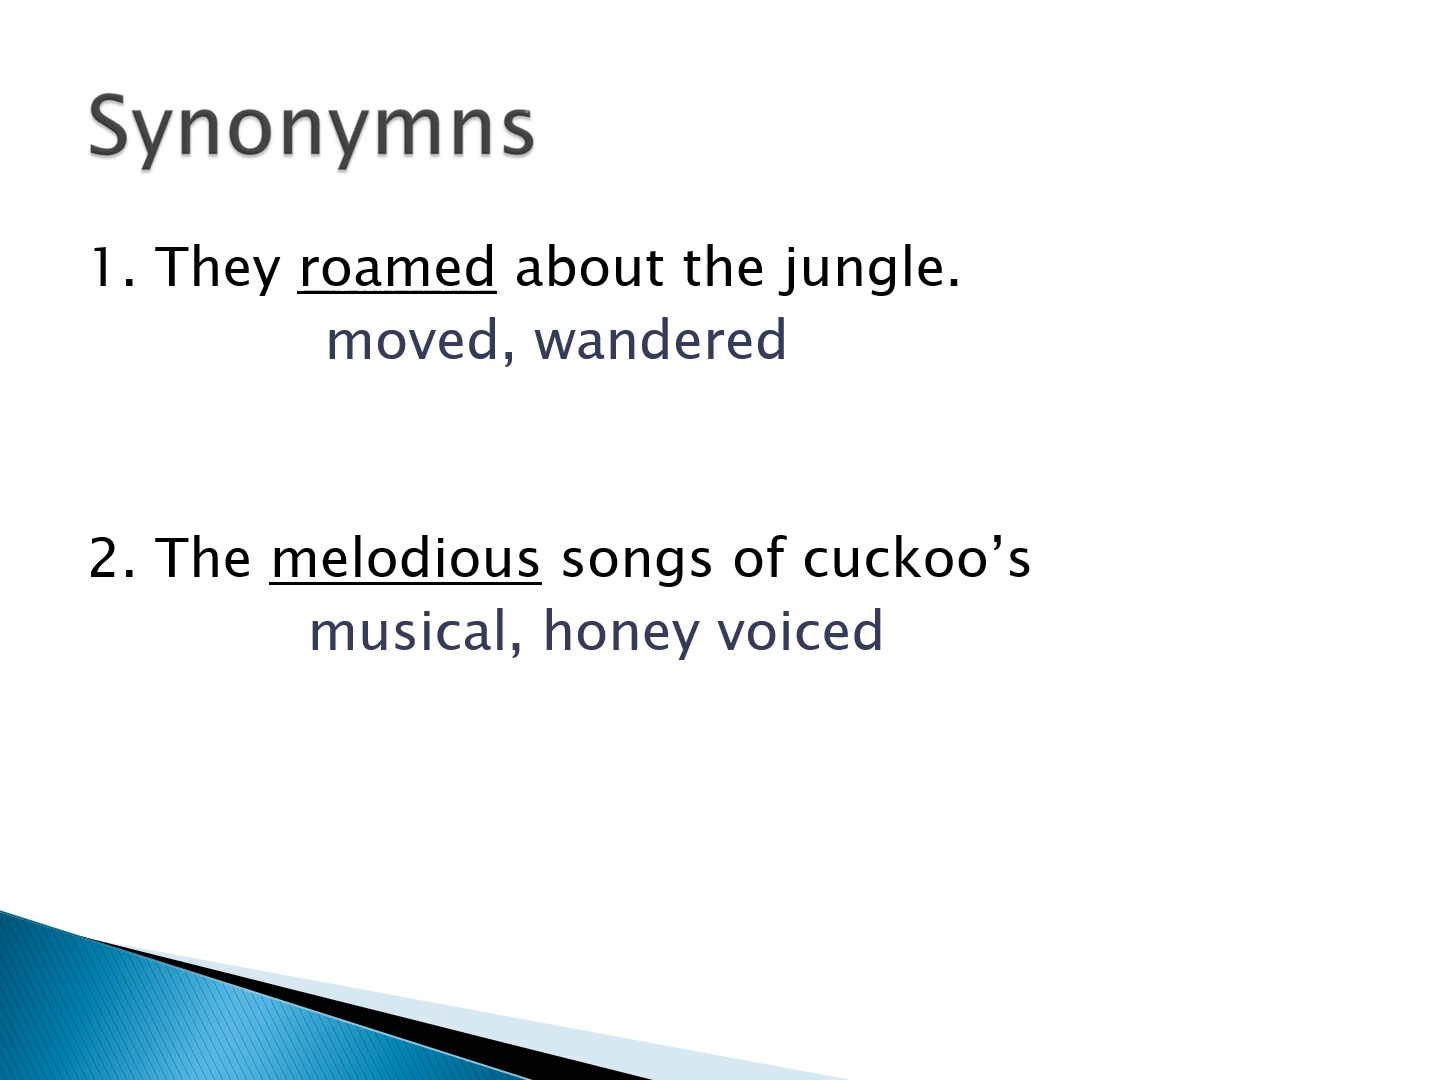 Synonymns
1. They roamed about the jungle.
moved, wandered
2. The melodious songs of cuckoo’s
musical, honey voiced